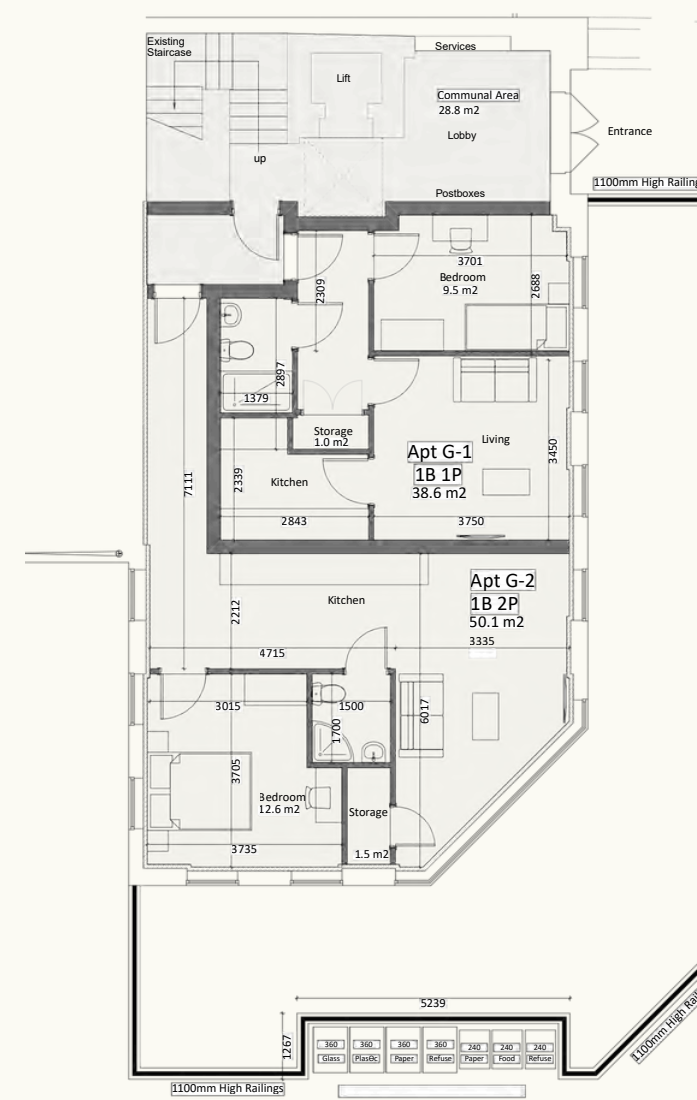 Existing
Staircase
Services
Lift
Communal Area
28.8 m2
Lobby
Entrance
up
Postboxes
1100mm High Railing
3701
Bedroom
9.5 m2
2688
2309
2897
1379
Storage
1.0 m2
Living
3450
Apt G-1
1B 1P
38.6 m2
7111
2339
Kitchen
2843
3750
Apt G-2
1B 2P
50.1 m2
Kitchen
2212
3335
4715
3015
1500
6017
1700
3705
Bedroom
12.6 m2
Storage
3735
1.5 m2
5239
1267
1100mm High Rai
360
360
360
360
240
240
240
Glass
PlasƟc
Paper
Refuse
Paper
Food
Refuse
1100mm High Railings